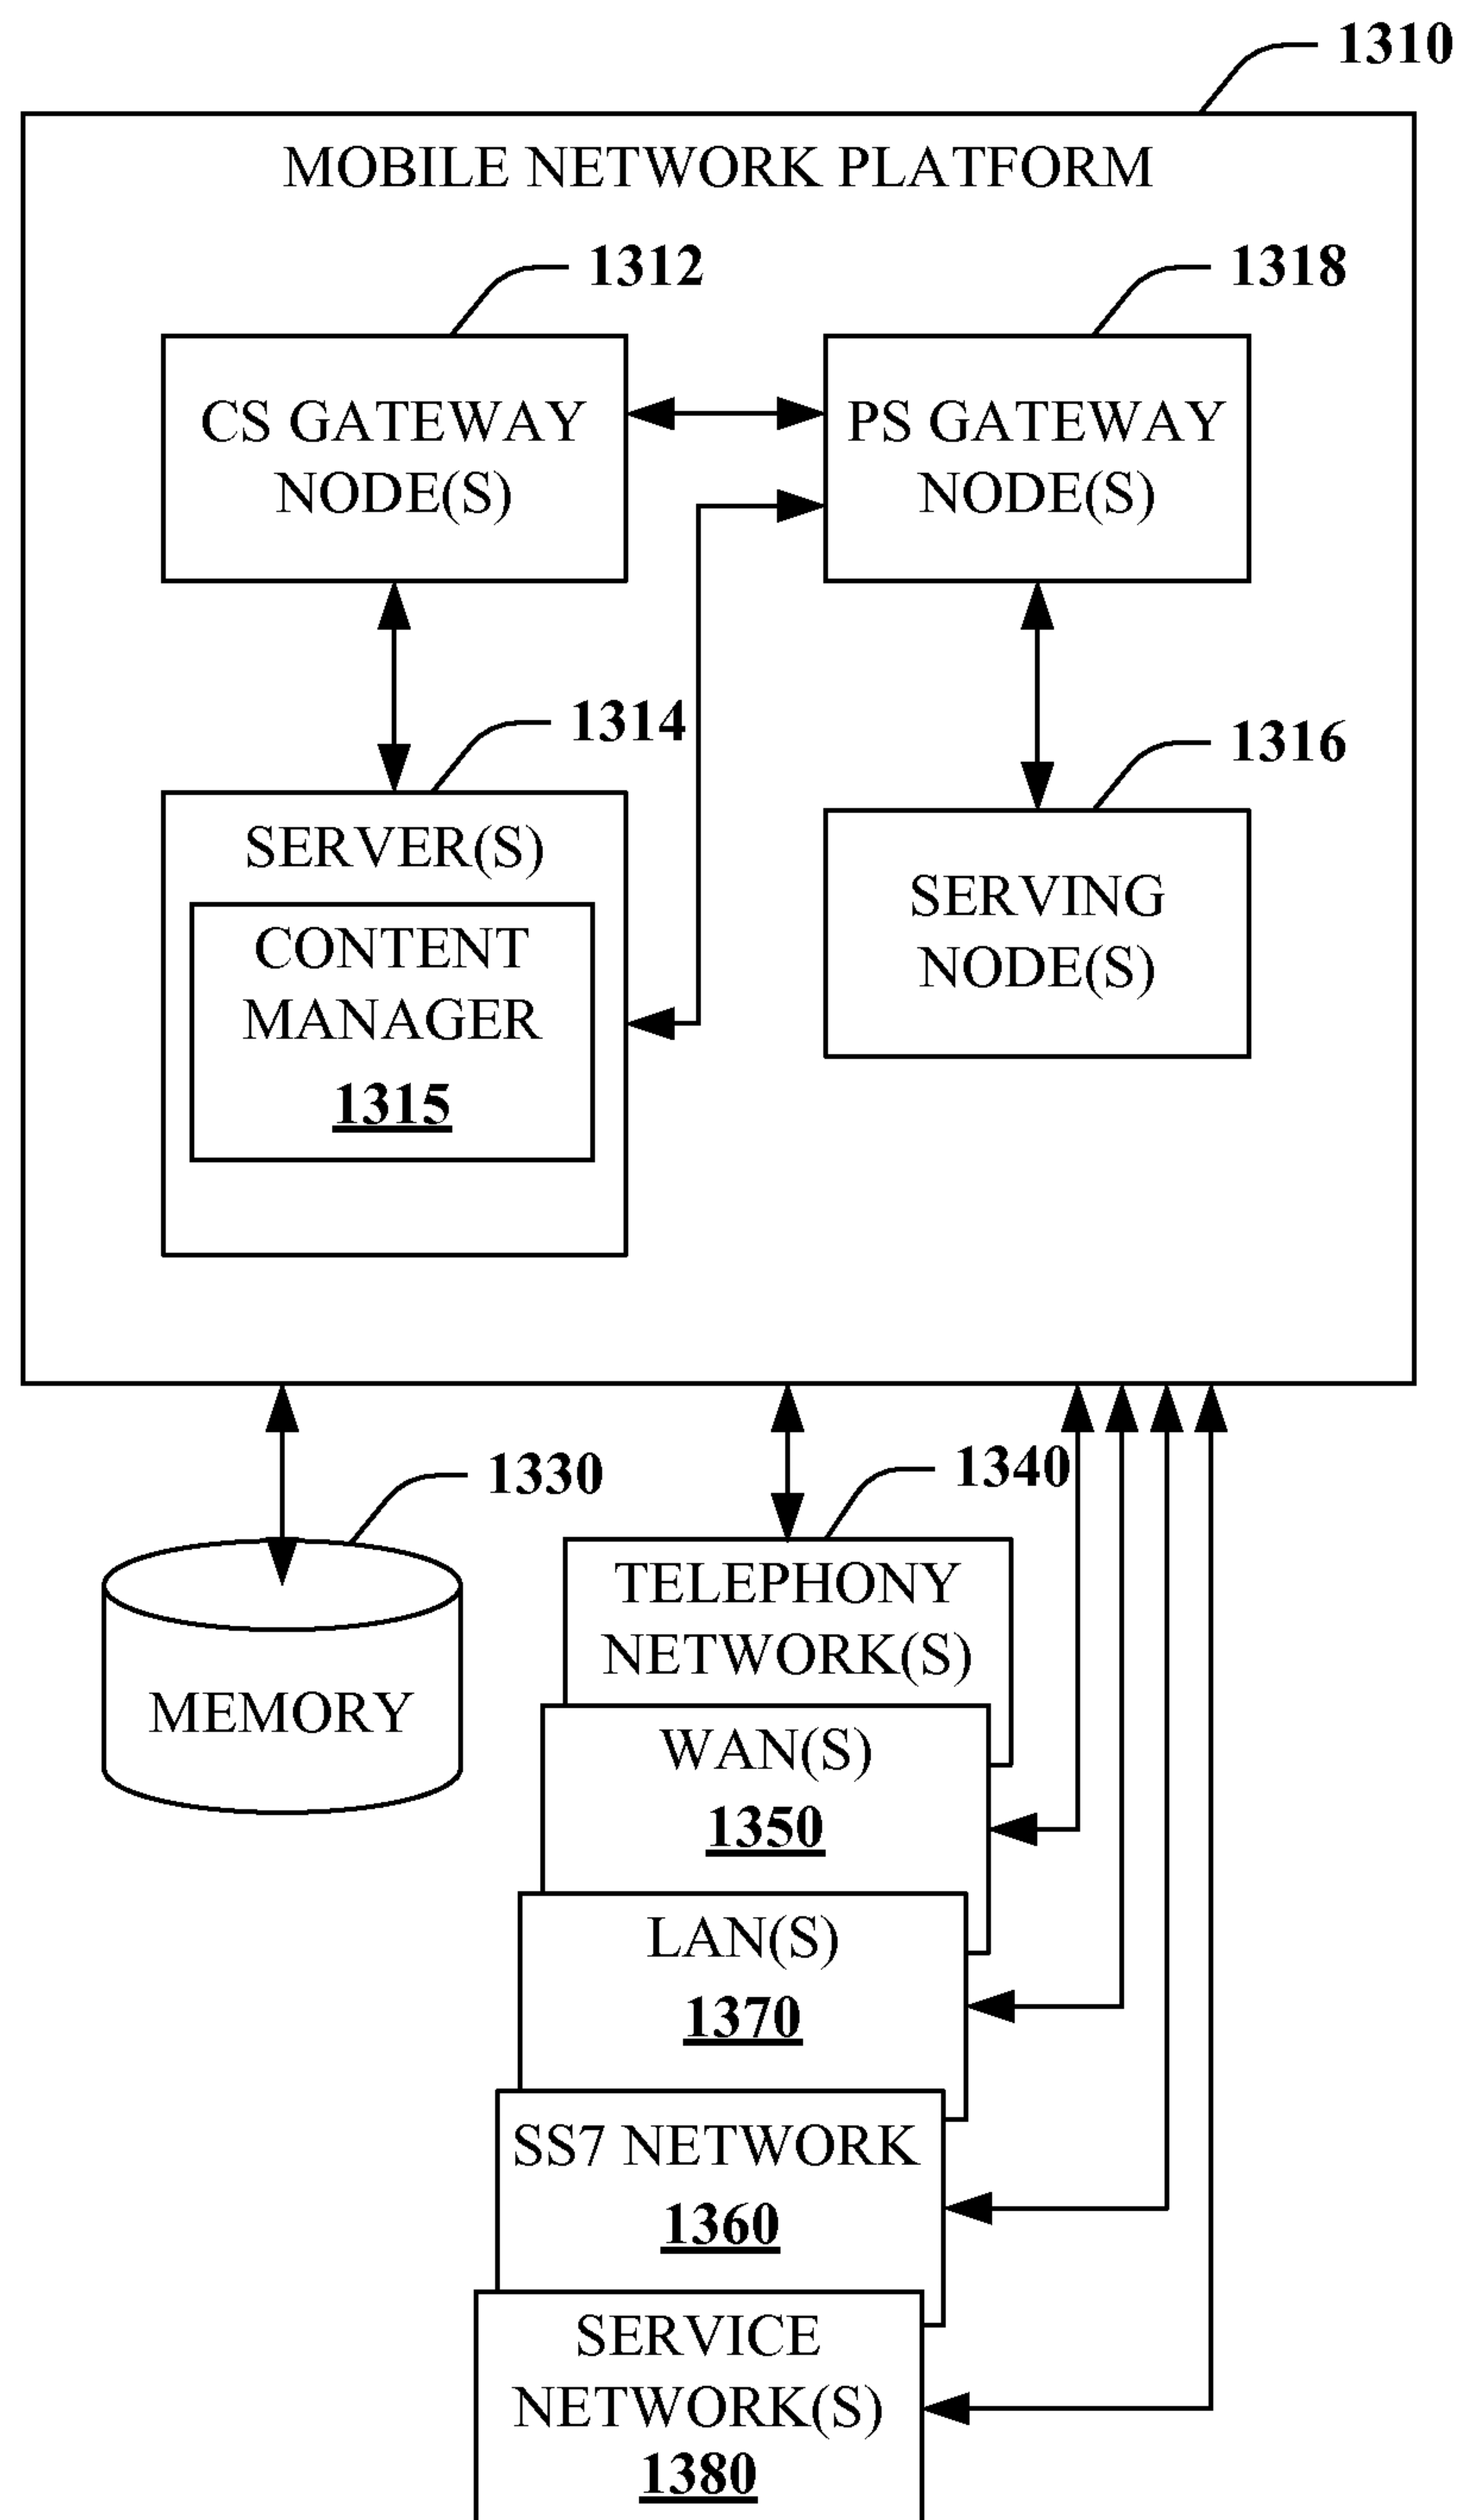 1310
MOBILE NETWORK PLATFORM
1312
1318
CS GATEWAY
NODE(S)
PS GATEWAY
NODE(S)
1314
1316
SERVER(S)
CONTENT
MANAGER
1315
SERVING
NODE(S)
1330
1340
MEMORY
TELEPHONY
NETWORK(S)
WAN(S)
1350
LAN(S)
1370
SS7 NETWORK
1360
SERVICE
NETWORK(S)
1380